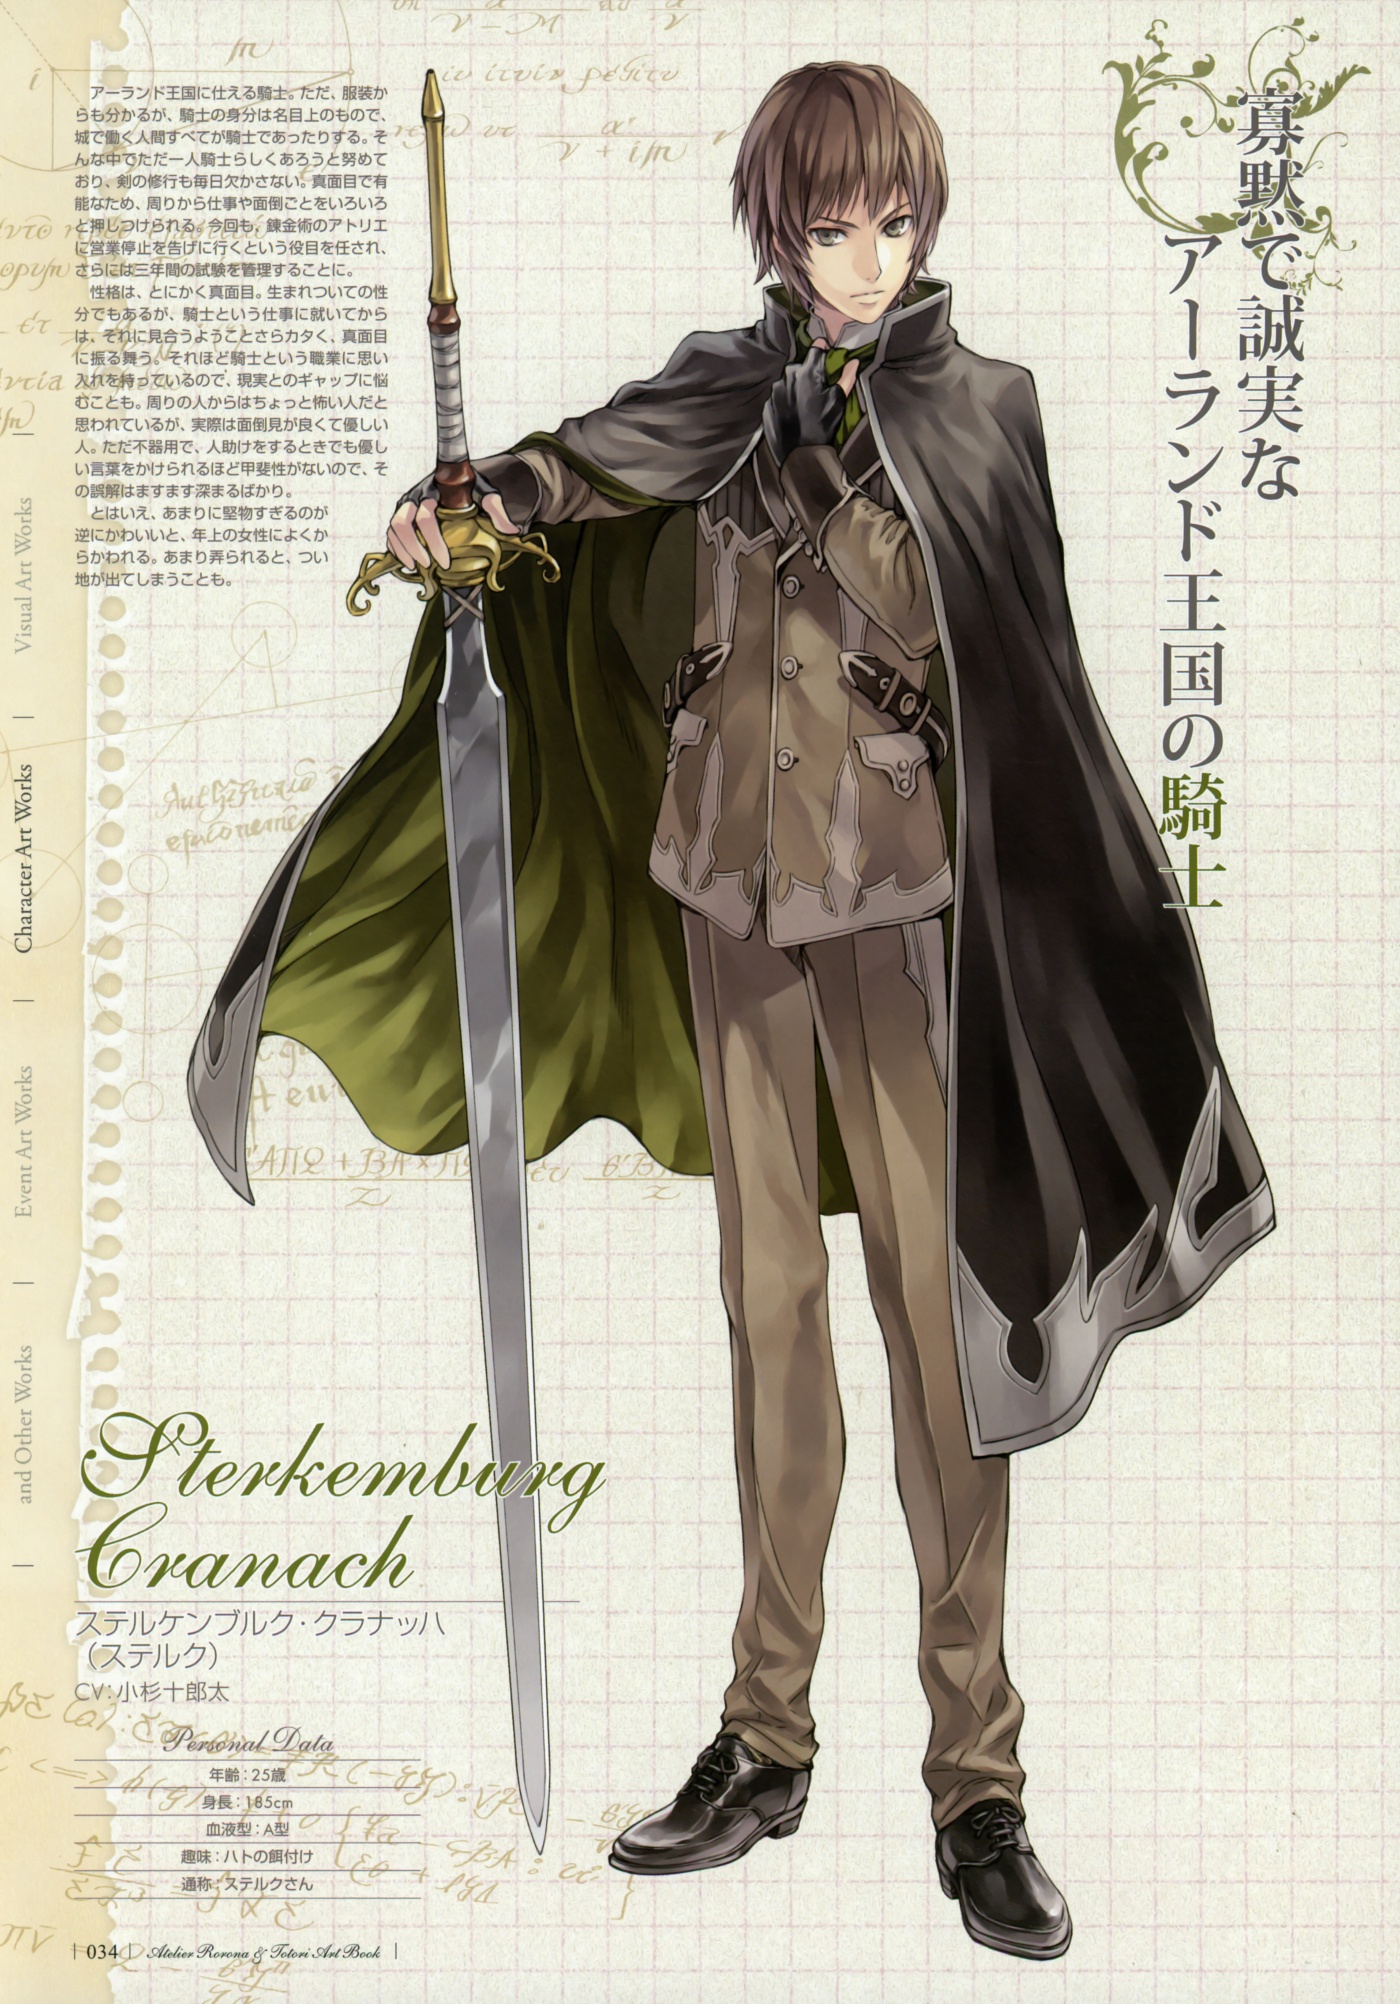 寡黙で誠実な
アーランド王国の騎士
アーランド王国に仕える騎士。ただ、服装か
らも分かるが、騎士の身分は名目上のもので、
城で働く人間すべてが騎士であったりする。そ
んな中でただ一人騎士らしくあろうと努めて
おり、剣の修行も毎日欠かさない。真面目で有
能なため、周りから仕事や面倒ごとをいろいろ
と押しつけられる。今回も、錬金術のアトリエ
に営業停止を告げに行くという役目を任され、
さらには三年間の試験を管理することに。
性格は、とにかく真面目。生まれついての性
分でもあるが、騎士という仕事に就いてから
は、それに見合うようことさらカタく、真面目
に振る舞う。それほど騎士という職業に思い
入れを持っているので、現実とのギャップに悩
むことも。周りの人からはちょっと怖い人だと
思われているが、実際は面倒見が良くて優しい
人。ただ不器用で、人助けをするときでも優し
い言葉をかけられるほど甲斐性がないので、そ
の誤解はますます深まるばかり。
とはいえ、あまりに堅物すぎるのが
逆にかわいいと、年上の女性によくか
らかわれる。あまり弄られると、つい
地が出てしまうことも。
Visual Art Works
Character Art Works
Event Art Works
and Other Works
Sterkemburg
Cranach
ステルケンブルク・クラナッハ
（ステルク）
CV：小杉十郎太
Personal Data
年齢：25歳
身長：185cm
血液型：A型
趣味：ハトの餌付け
通称：ステルクさん
034 Atelier Rorona & Totori Art Book